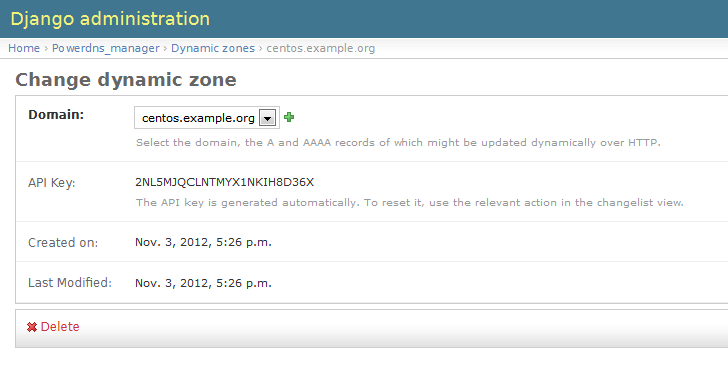 Django administration
Home › Powerdns_manager › Dynamic zones › centos.example.org
Change dynamic zone
Domain: centos.example.org
Select the domain, the A and AAAA records of which might be updated dynamically over HTTP.
API Key: 2NL5MJQCLNTMYX1NKIH8D36X
The API key is generated automatically. To reset it, use the relevant action in the changelist view.
Created on: Nov. 3, 2012, 5:26 p.m.
Last Modified: Nov. 3, 2012, 5:26 p.m.
Delete